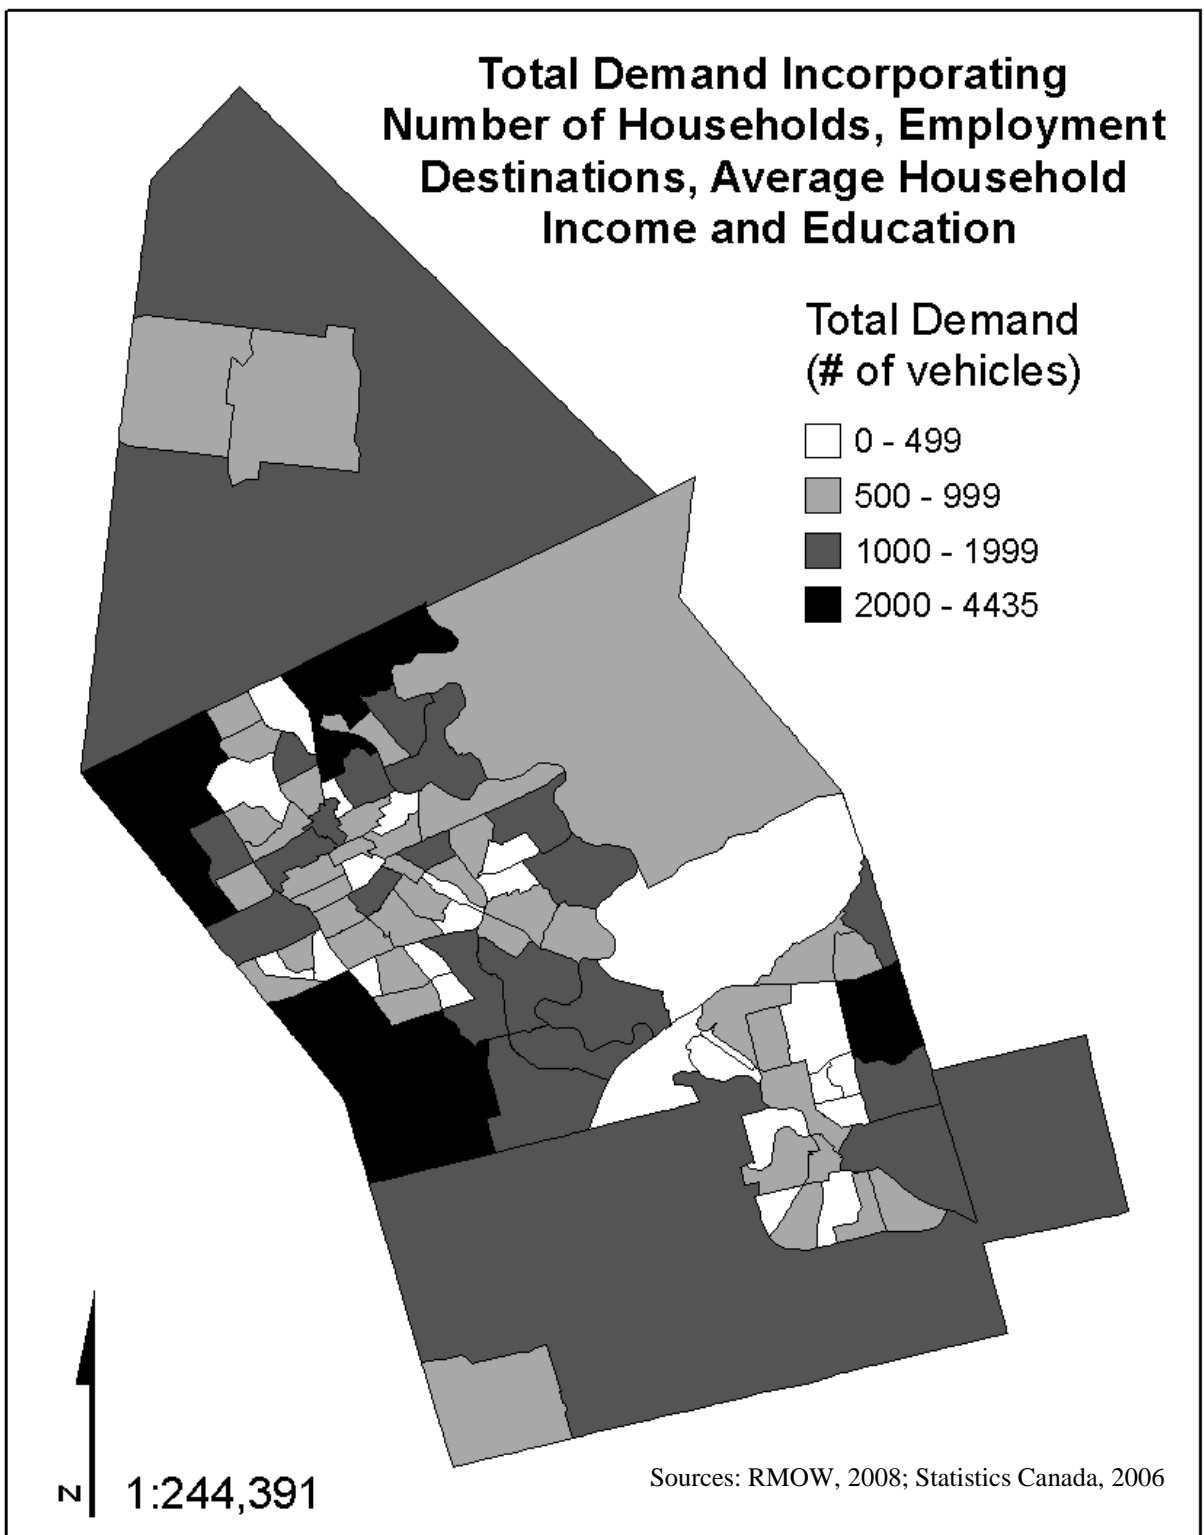 Total Demand Incorporating
Number of Households, Employment
Destinations, Average Household
Income and Education
Total Demand
(# of vehicles)
0 - 499
500 - 999
1000 - 1999
2000 - 4435
N
1:244,391
Sources: RMOW, 2008; Statistics Canada, 2006